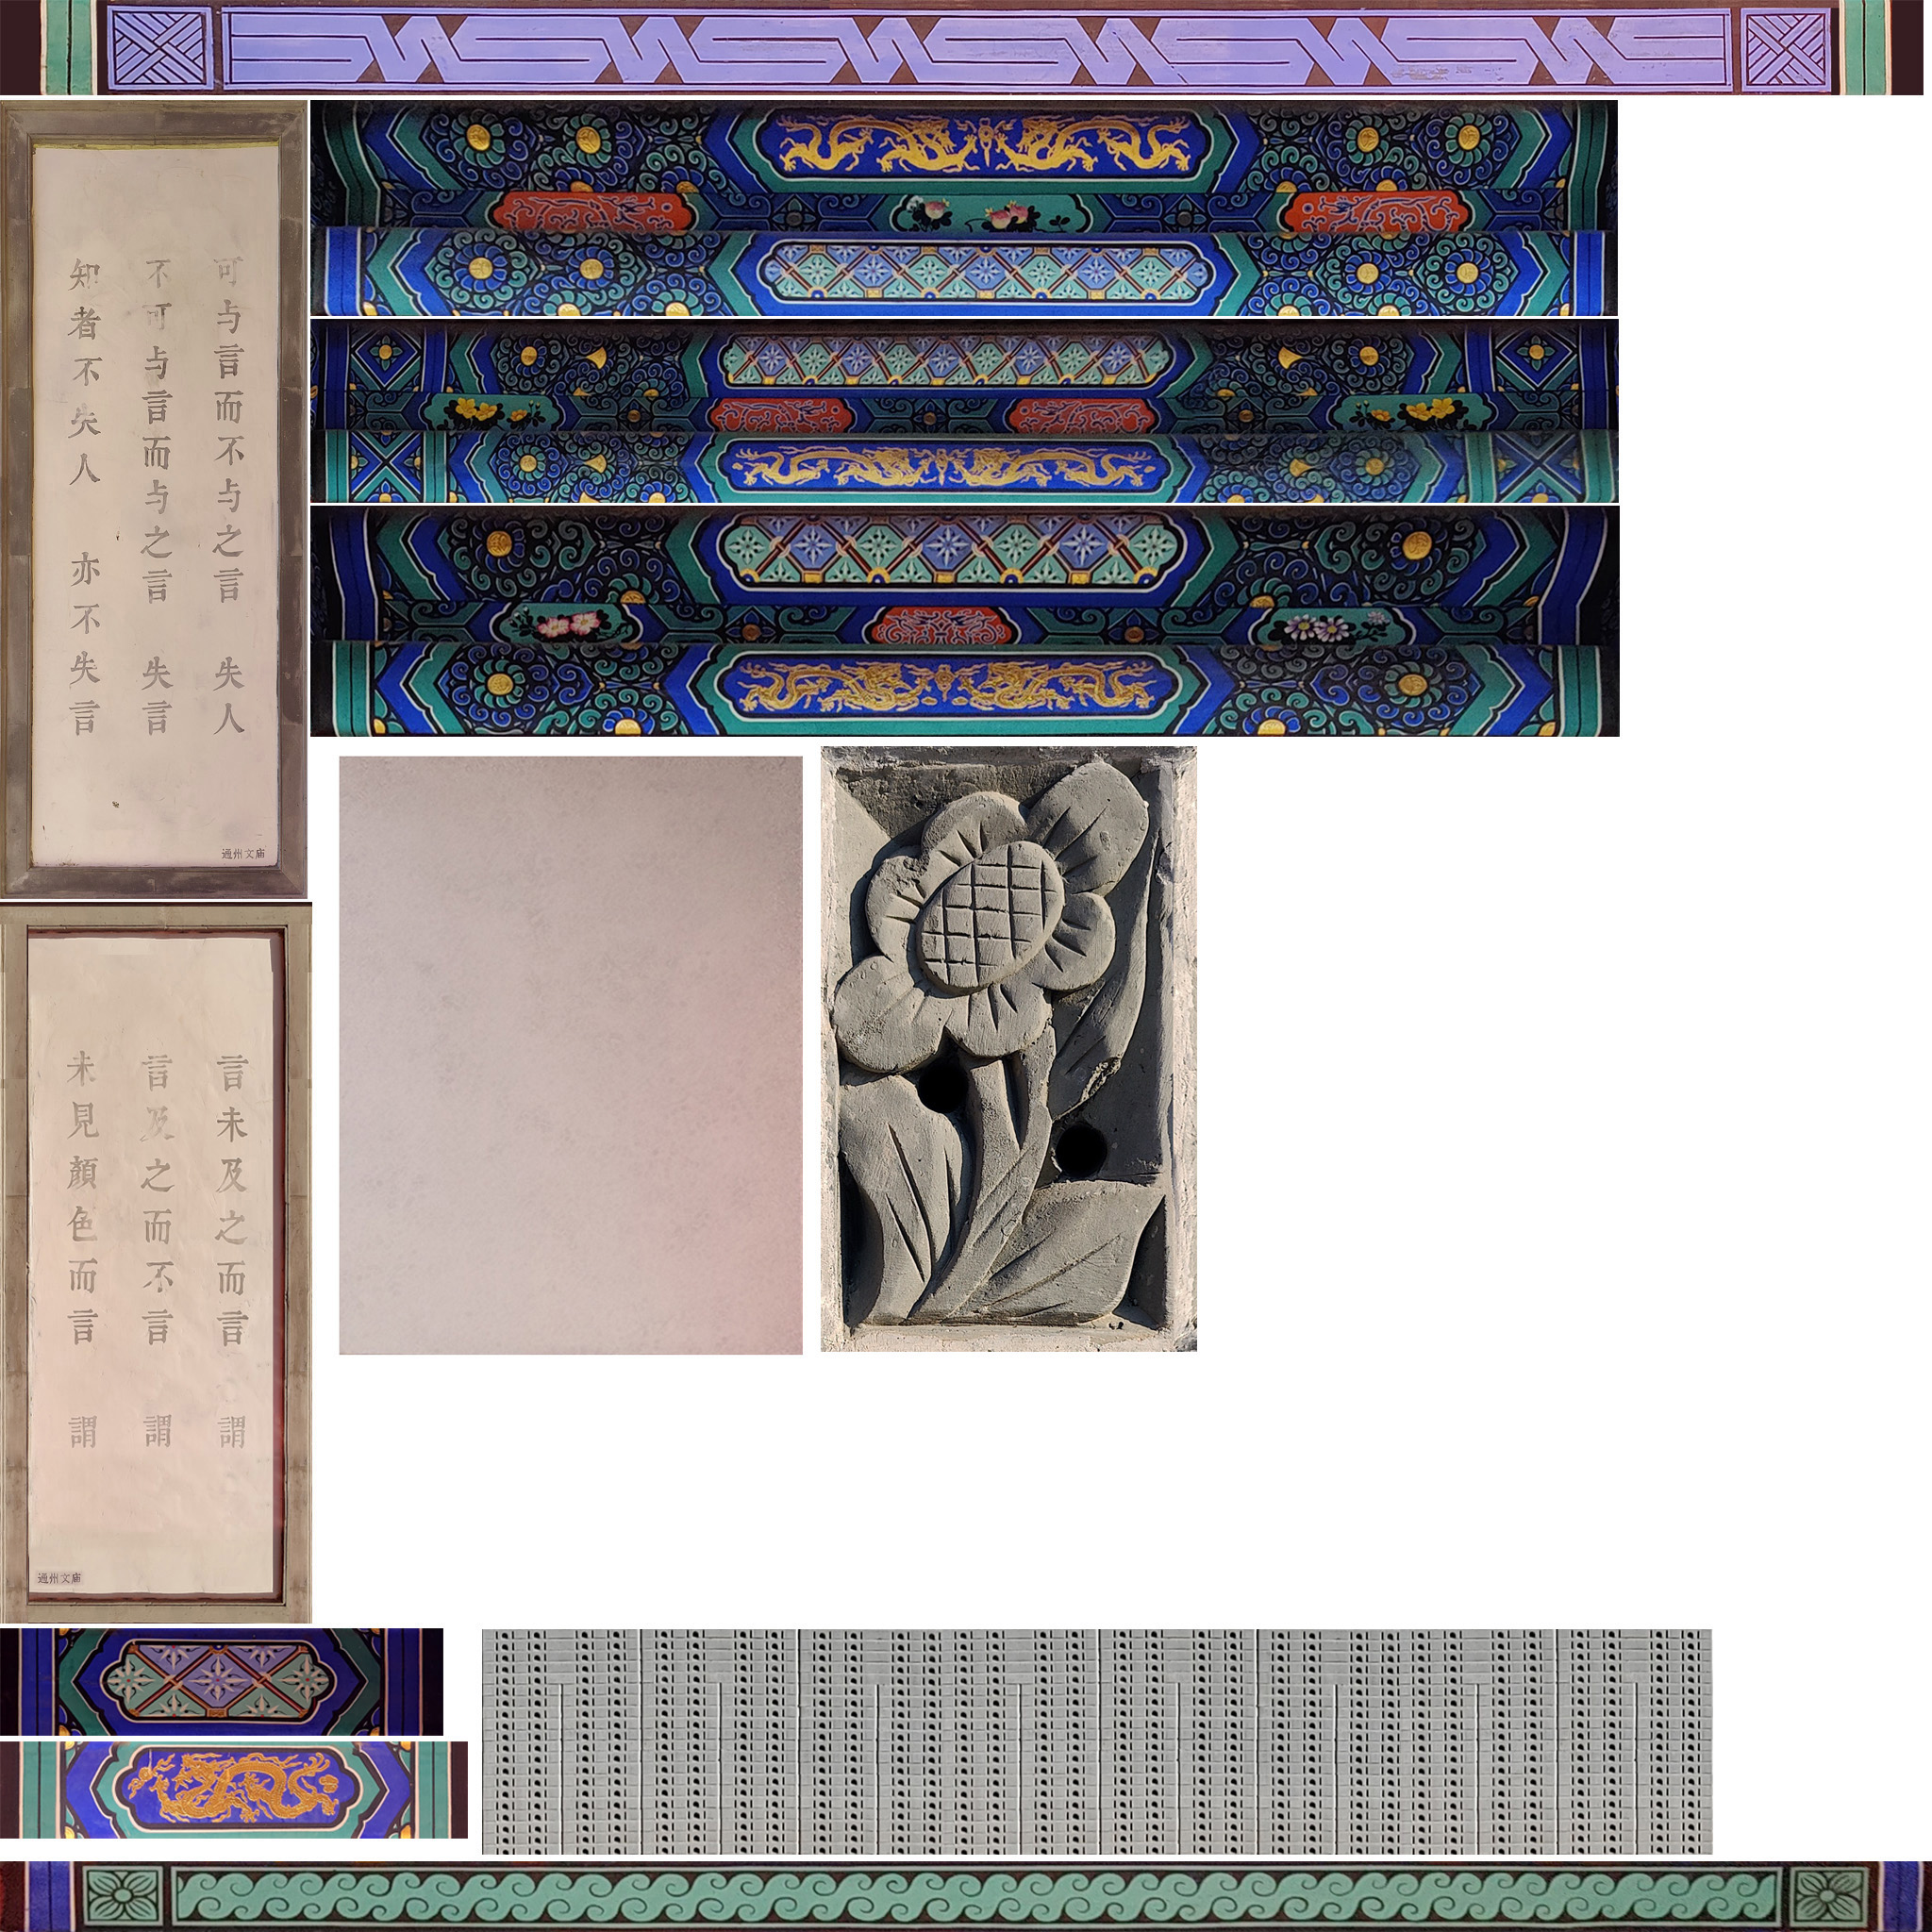 可与言而不与之言 失人
不可与言而与之言 失言
知者不失人 亦不失言
通州文庙
言未及之而言 謂
言及之而不言 謂
未見顏色而言 謂
通州文庙